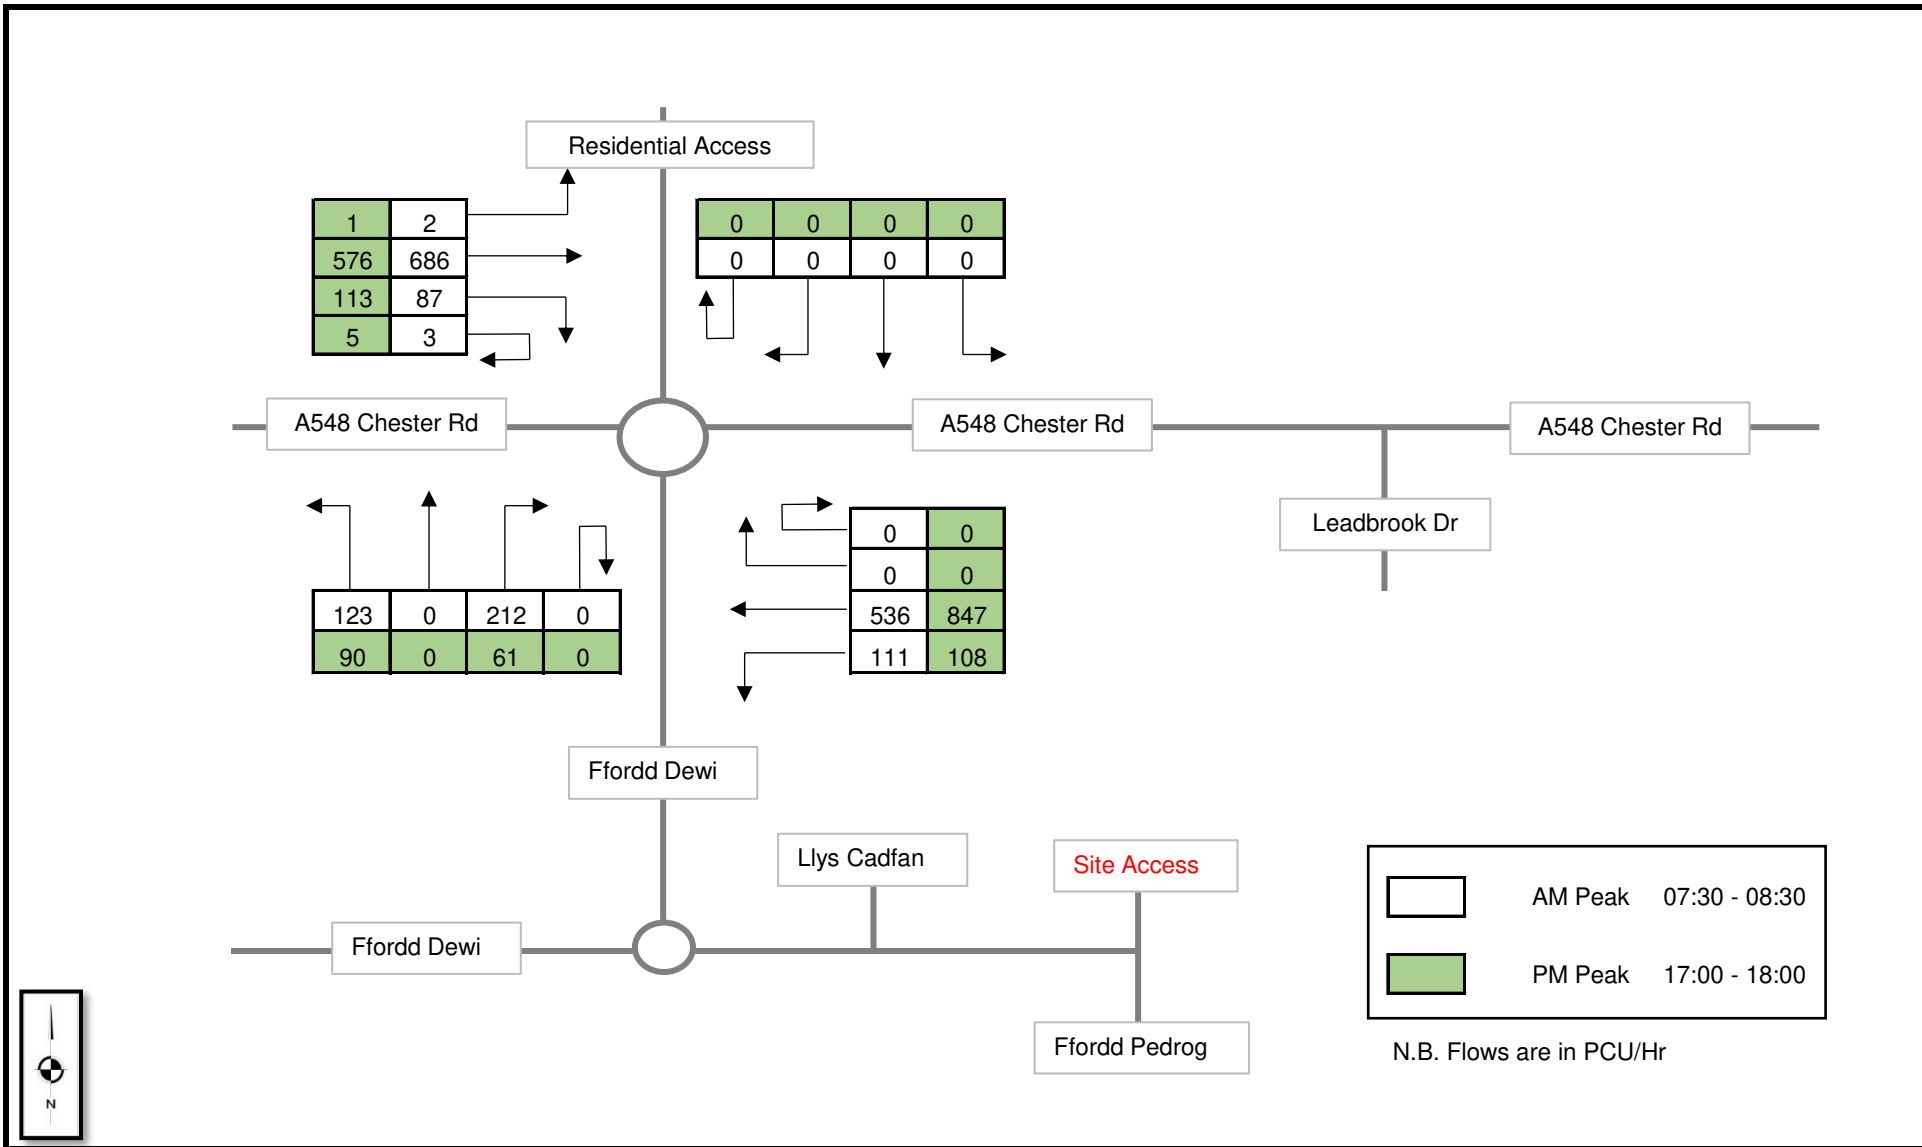 Residential Access
1 2
576 686
113 87
5 3
0 0 0 0
0 0 0 0
A548 Chester Rd
A548 Chester Rd
A548 Chester Rd
Leadbrook Dr
123 0 212 0
90 0 61 0
0 0
0 0
536 847
111 108
Ffordd Dewi
Llys Cadfan
Site Access
Ffordd Dewi
Ffordd Pedrog
AM Peak 07:30 - 08:30
PM Peak 17:00 - 18:00
N.B. Flows are in PCU/Hr
N